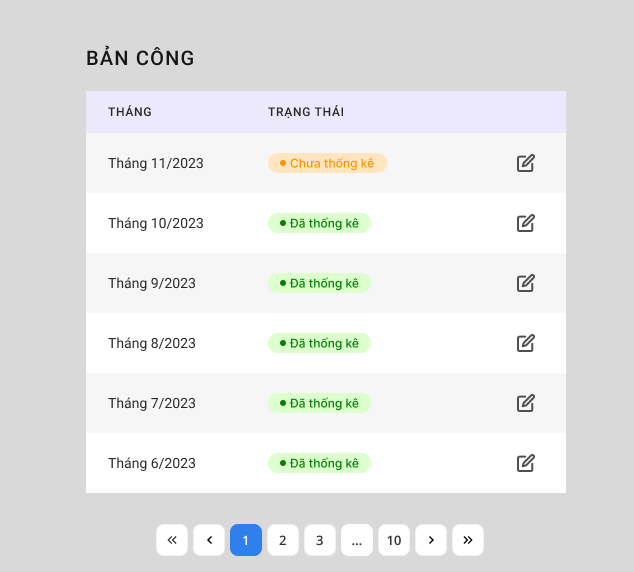 BẢN CÔNG
THÁNG TRẠNG THÁI
Tháng 11/2023 Chưa thống kê
Tháng 10/2023 Đã thống kê
Tháng 9/2023 Đã thống kê
Tháng 8/2023 Đã thống kê
Tháng 7/2023 Đã thống kê
Tháng 6/2023 Đã thống kê
« ‹ 1 2 3 ... 10 › »